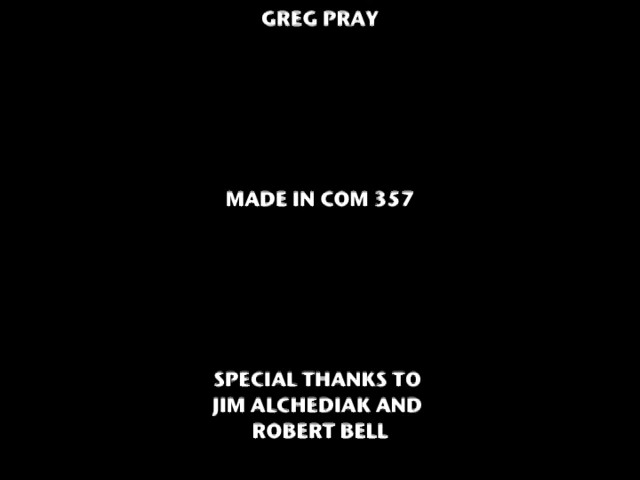 GREG PRAY
MADE IN COM 357
SPECIAL THANKS TO
JIM ALCHEDIAK AND
ROBERT BELL